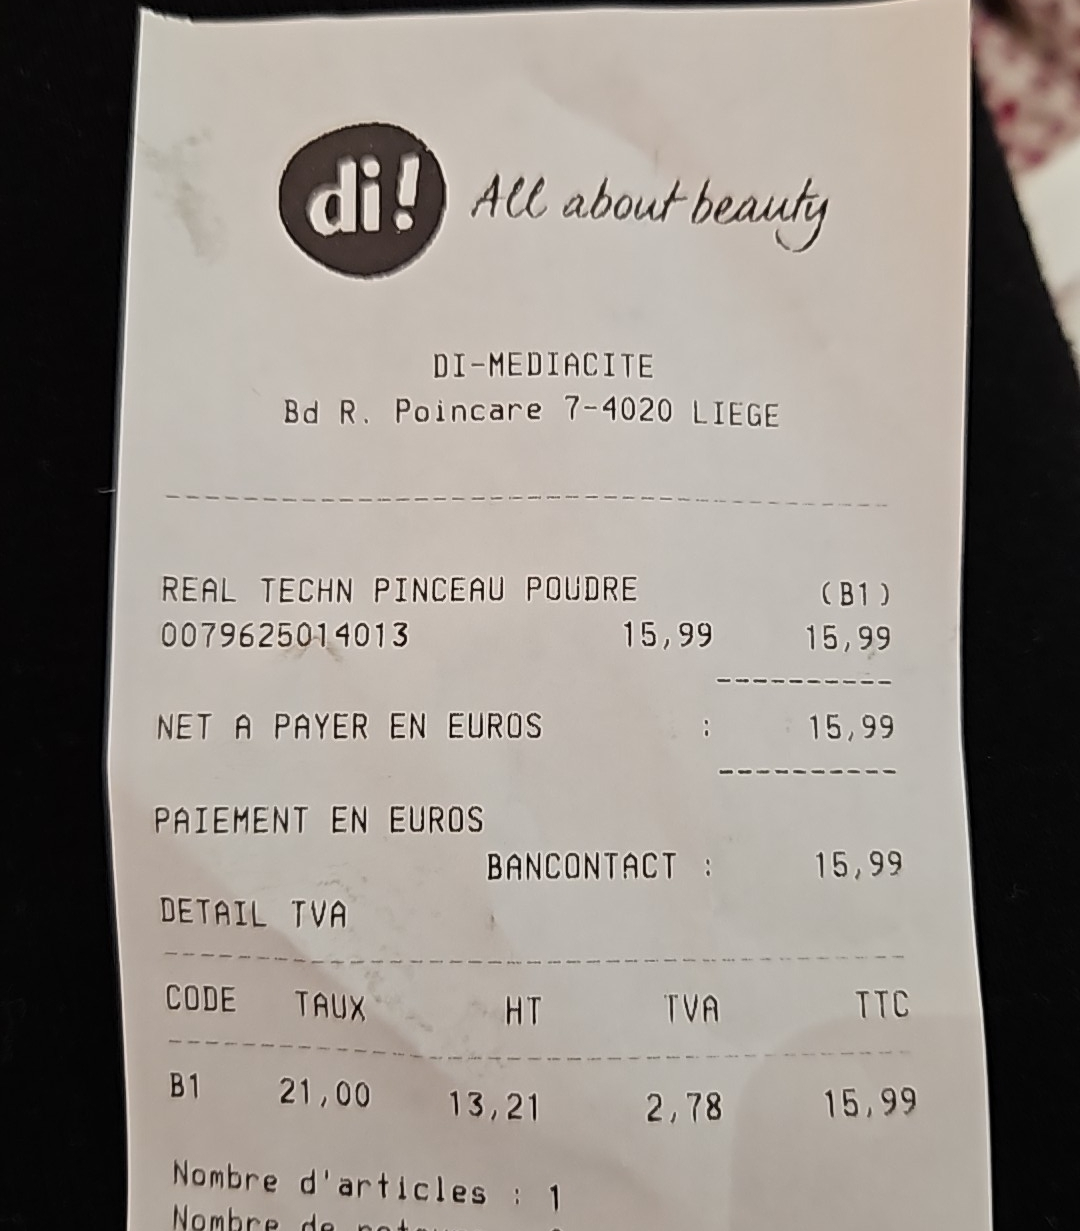 di! All about beauty
DI-MEDIACITE
Bd R. Poincare 7-4020 LIEGE
REAL TECHN PINCEAU POUDRE (B1)
0079625014013 15,99 15,99
NET A PAYER EN EUROS : 15,99
PAIEMENT EN EUROS
BANCONTACT : 15,99
DETAIL TVA
CODE TAUX HT TVA TTC
B1 21,00 13,21 2,78 15,99
Nombre d'articles : 1
Nombre de